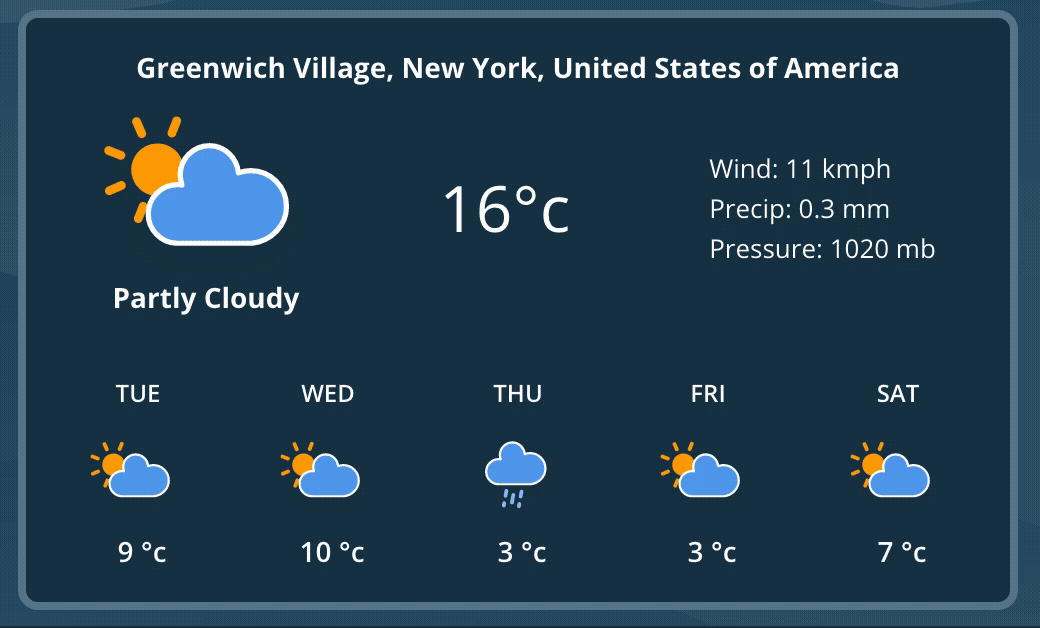 Greenwich Village, New York, United States of America
16°c
Wind: 11 kmph
Precip: 0.3 mm
Pressure: 1020 mb
Partly Cloudy
TUE WED THU FRI SAT
9 °c 10 °c 3 °c 3 °c 7 °c